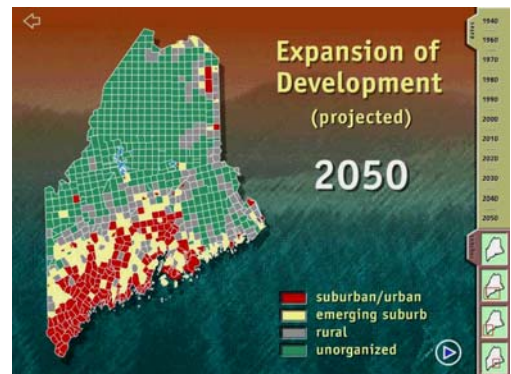 Expansion of
Development
(projected)
2050
suburban/urban
emerging suburb
rural
unorganized
1940
1960
1970
1980
1990
2000
2010
2020
2030
2040
2050